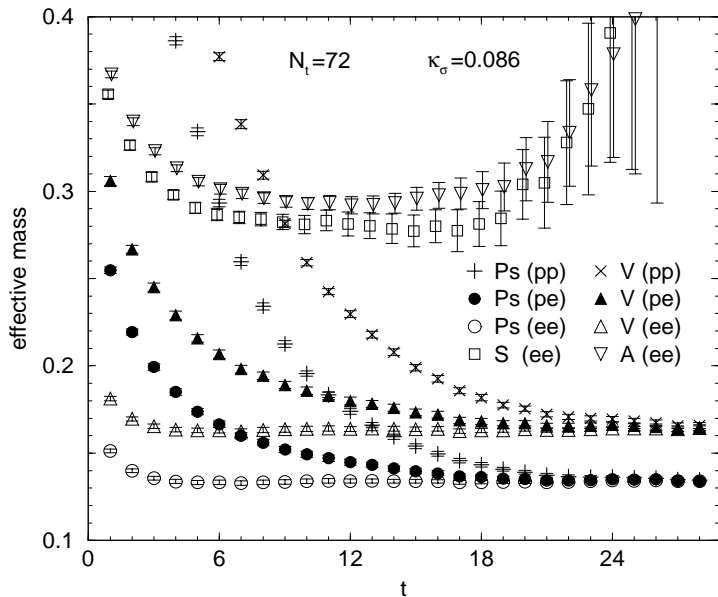 0.4
N_t=72 κ_σ=0.086
0.3
effective mass
Ps (pp) V (pp)
Ps (pe) V (pe)
Ps (ee) V (ee)
S (ee) A (ee)
0.2
0.1
0 6 12 18 24
t